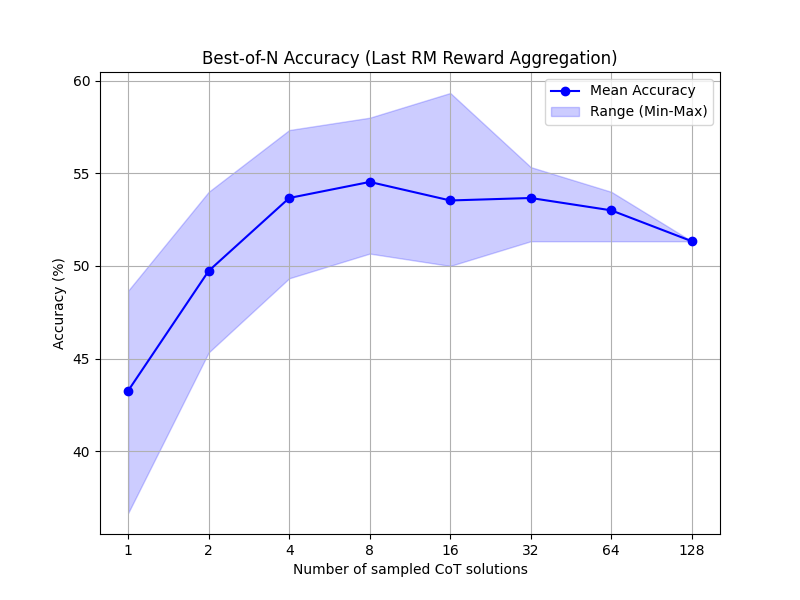 Best-of-N Accuracy (Last RM Reward Aggregation)
Mean Accuracy
Range (Min-Max)
Accuracy (%)
60
55
50
45
40
1 2 4 8 16 32 64 128
Number of sampled CoT solutions